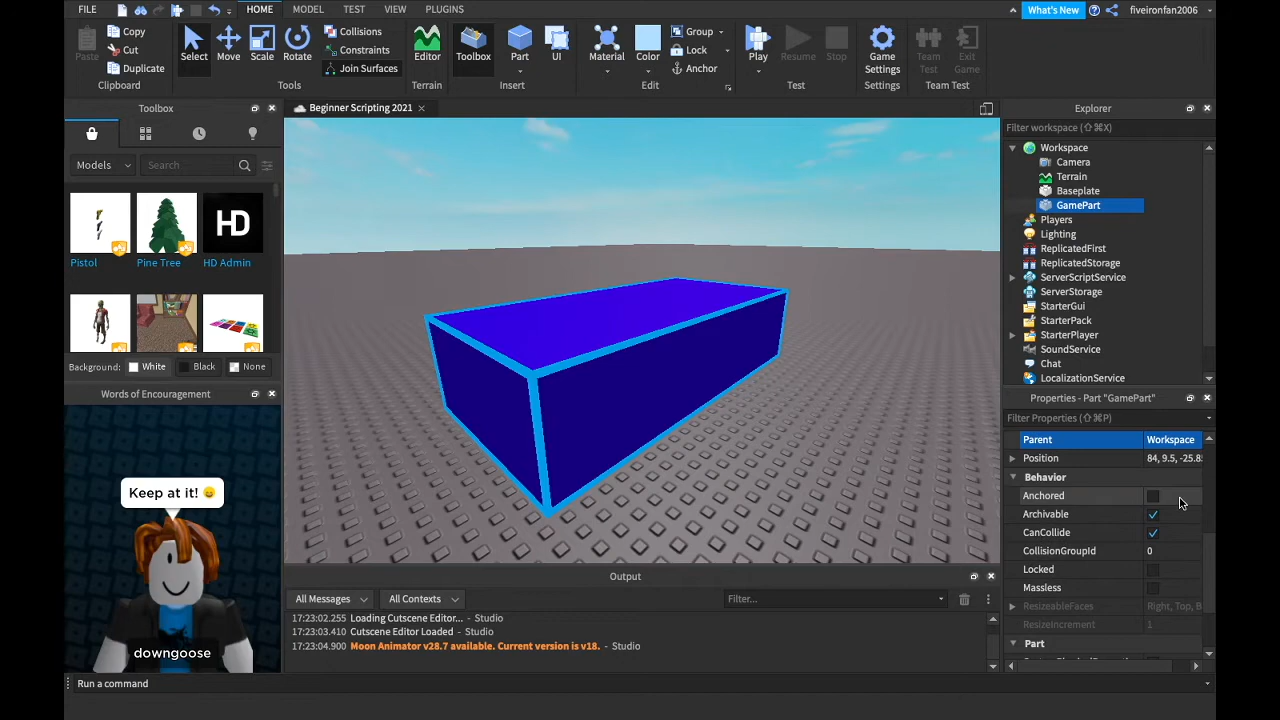 FILE HOME MODEL TEST VIEW PLUGINS What's New fiveironfan2006
Paste Copy Cut Duplicate Clipboard
Select Move Scale Rotate Collisions Constraints Join Surfaces Tools
Editor Terrain
Toolbox Part UI Insert
Material Color Group Lock Anchor Edit
Play Resume Stop Test
Game Settings Settings
Team Test Exit Game Team Test
Toolbox
Models Search
Pistol Pine Tree HD HD Admin
Background: White Black None
Words of Encouragement
Keep at it!
downgoose
Beginner Scripting 2021
Output
All Messages All Contexts Filter...
17:23:02.350 Loading Cutscene Editor... - Studio
17:23:03.410 Cutscene Editor Loaded - Studio
17:23:04.900 Moon Animator v28.7 available. Current version is v18. - Studio
Run a command
Explorer
Filter workspace (⇧⌘X)
Workspace
Camera
Terrain
Baseplate
GamePart
Players
Lighting
ReplicatedFirst
ReplicatedStorage
ServerScriptService
ServerStorage
StarterGui
StarterPack
StarterPlayer
SoundService
Chat
LocalizationService
Properties - Part "GamePart"
Filter Properties (⇧⌘P)
Parent Workspace
Position 84, 9.5, -25.8
Behavior
Anchored
Archivable
CanCollide
CollisionGroupId 0
Locked
Massless
ResizeableFaces Right, Top, B
ResizeIncrement 1
Part